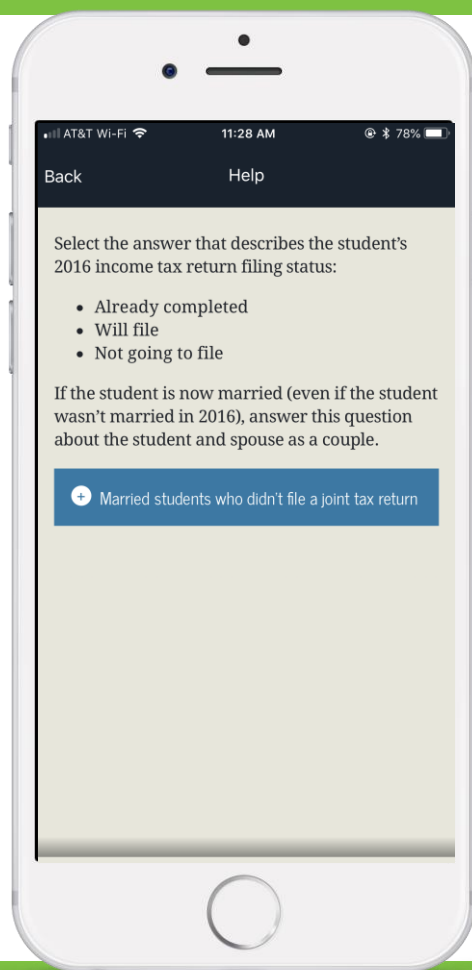 AT&T Wi-Fi 11:28 AM 78%
Back Help
Select the answer that describes the student's
2016 income tax return filing status:
• Already completed
• Will file
• Not going to file
If the student is now married (even if the student
wasn't married in 2016), answer this question
about the student and spouse as a couple.
+ Married students who didn't file a joint tax return